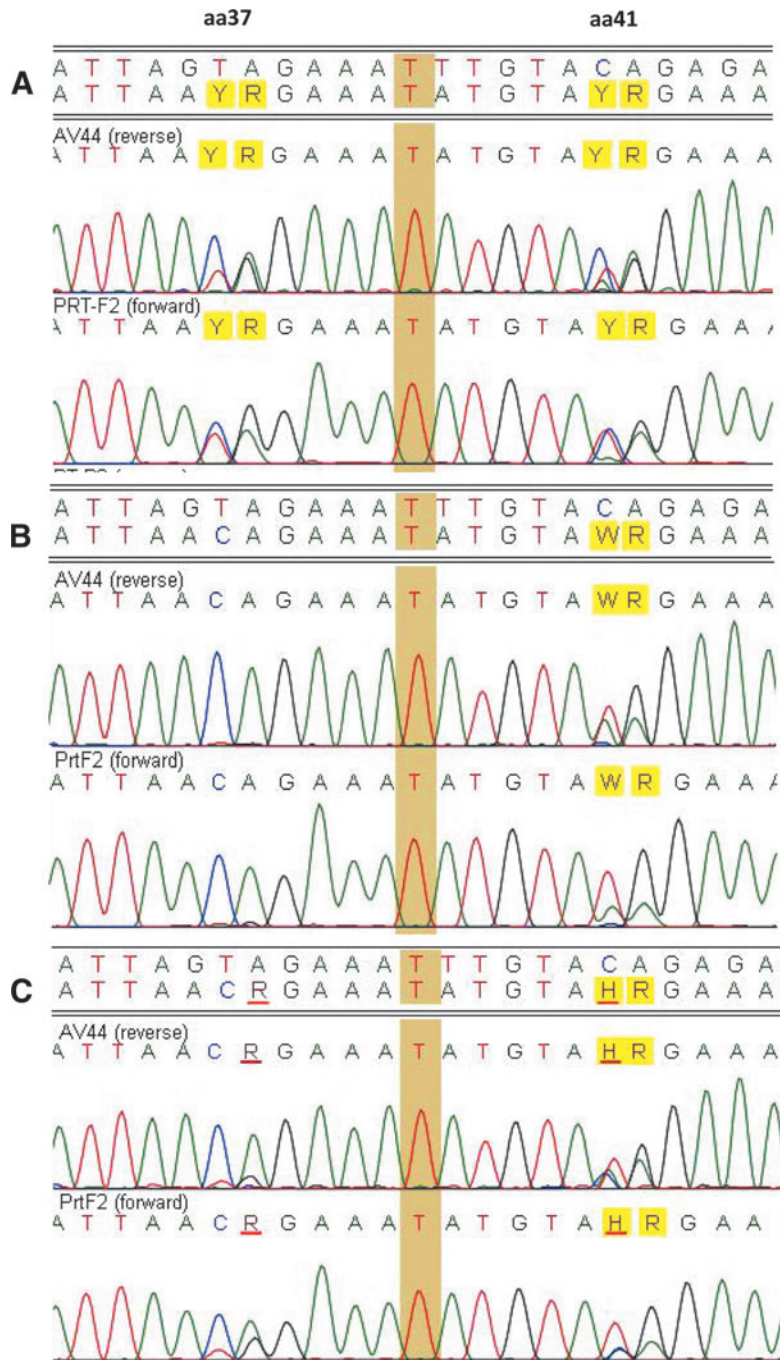 aa37 aa41
A
A T T A G T A G A A A T T T G T A C A G A G A
A T T A A Y R G A A A T A T G T A Y R G A A A
AV44 (reverse)
A T T A A Y R G A A A T A T G T A Y R G A A A
PRT-F2 (forward)
A T T A A Y R G A A A T A T G T A Y R G A A A
B
A T T A G T A G A A A T T T G T A C A G A G A
A T T A A C A G A A A T A T G T A W R G A A A
AV44 (reverse)
A T T A A C A G A A A T A T G T A W R G A A A
PrtF2 (forward)
A T T A A C A G A A A T A T G T A W R G A A A
C
A T T A G T A G A A A T T T G T A C A G A G A
A T T A A C R G A A A T A T G T A H R G A A A
AV44 (reverse)
A T T A A C R G A A A T A T G T A H R G A A A
PrtF2 (forward)
A T T A A C R G A A A T A T G T A H R G A A